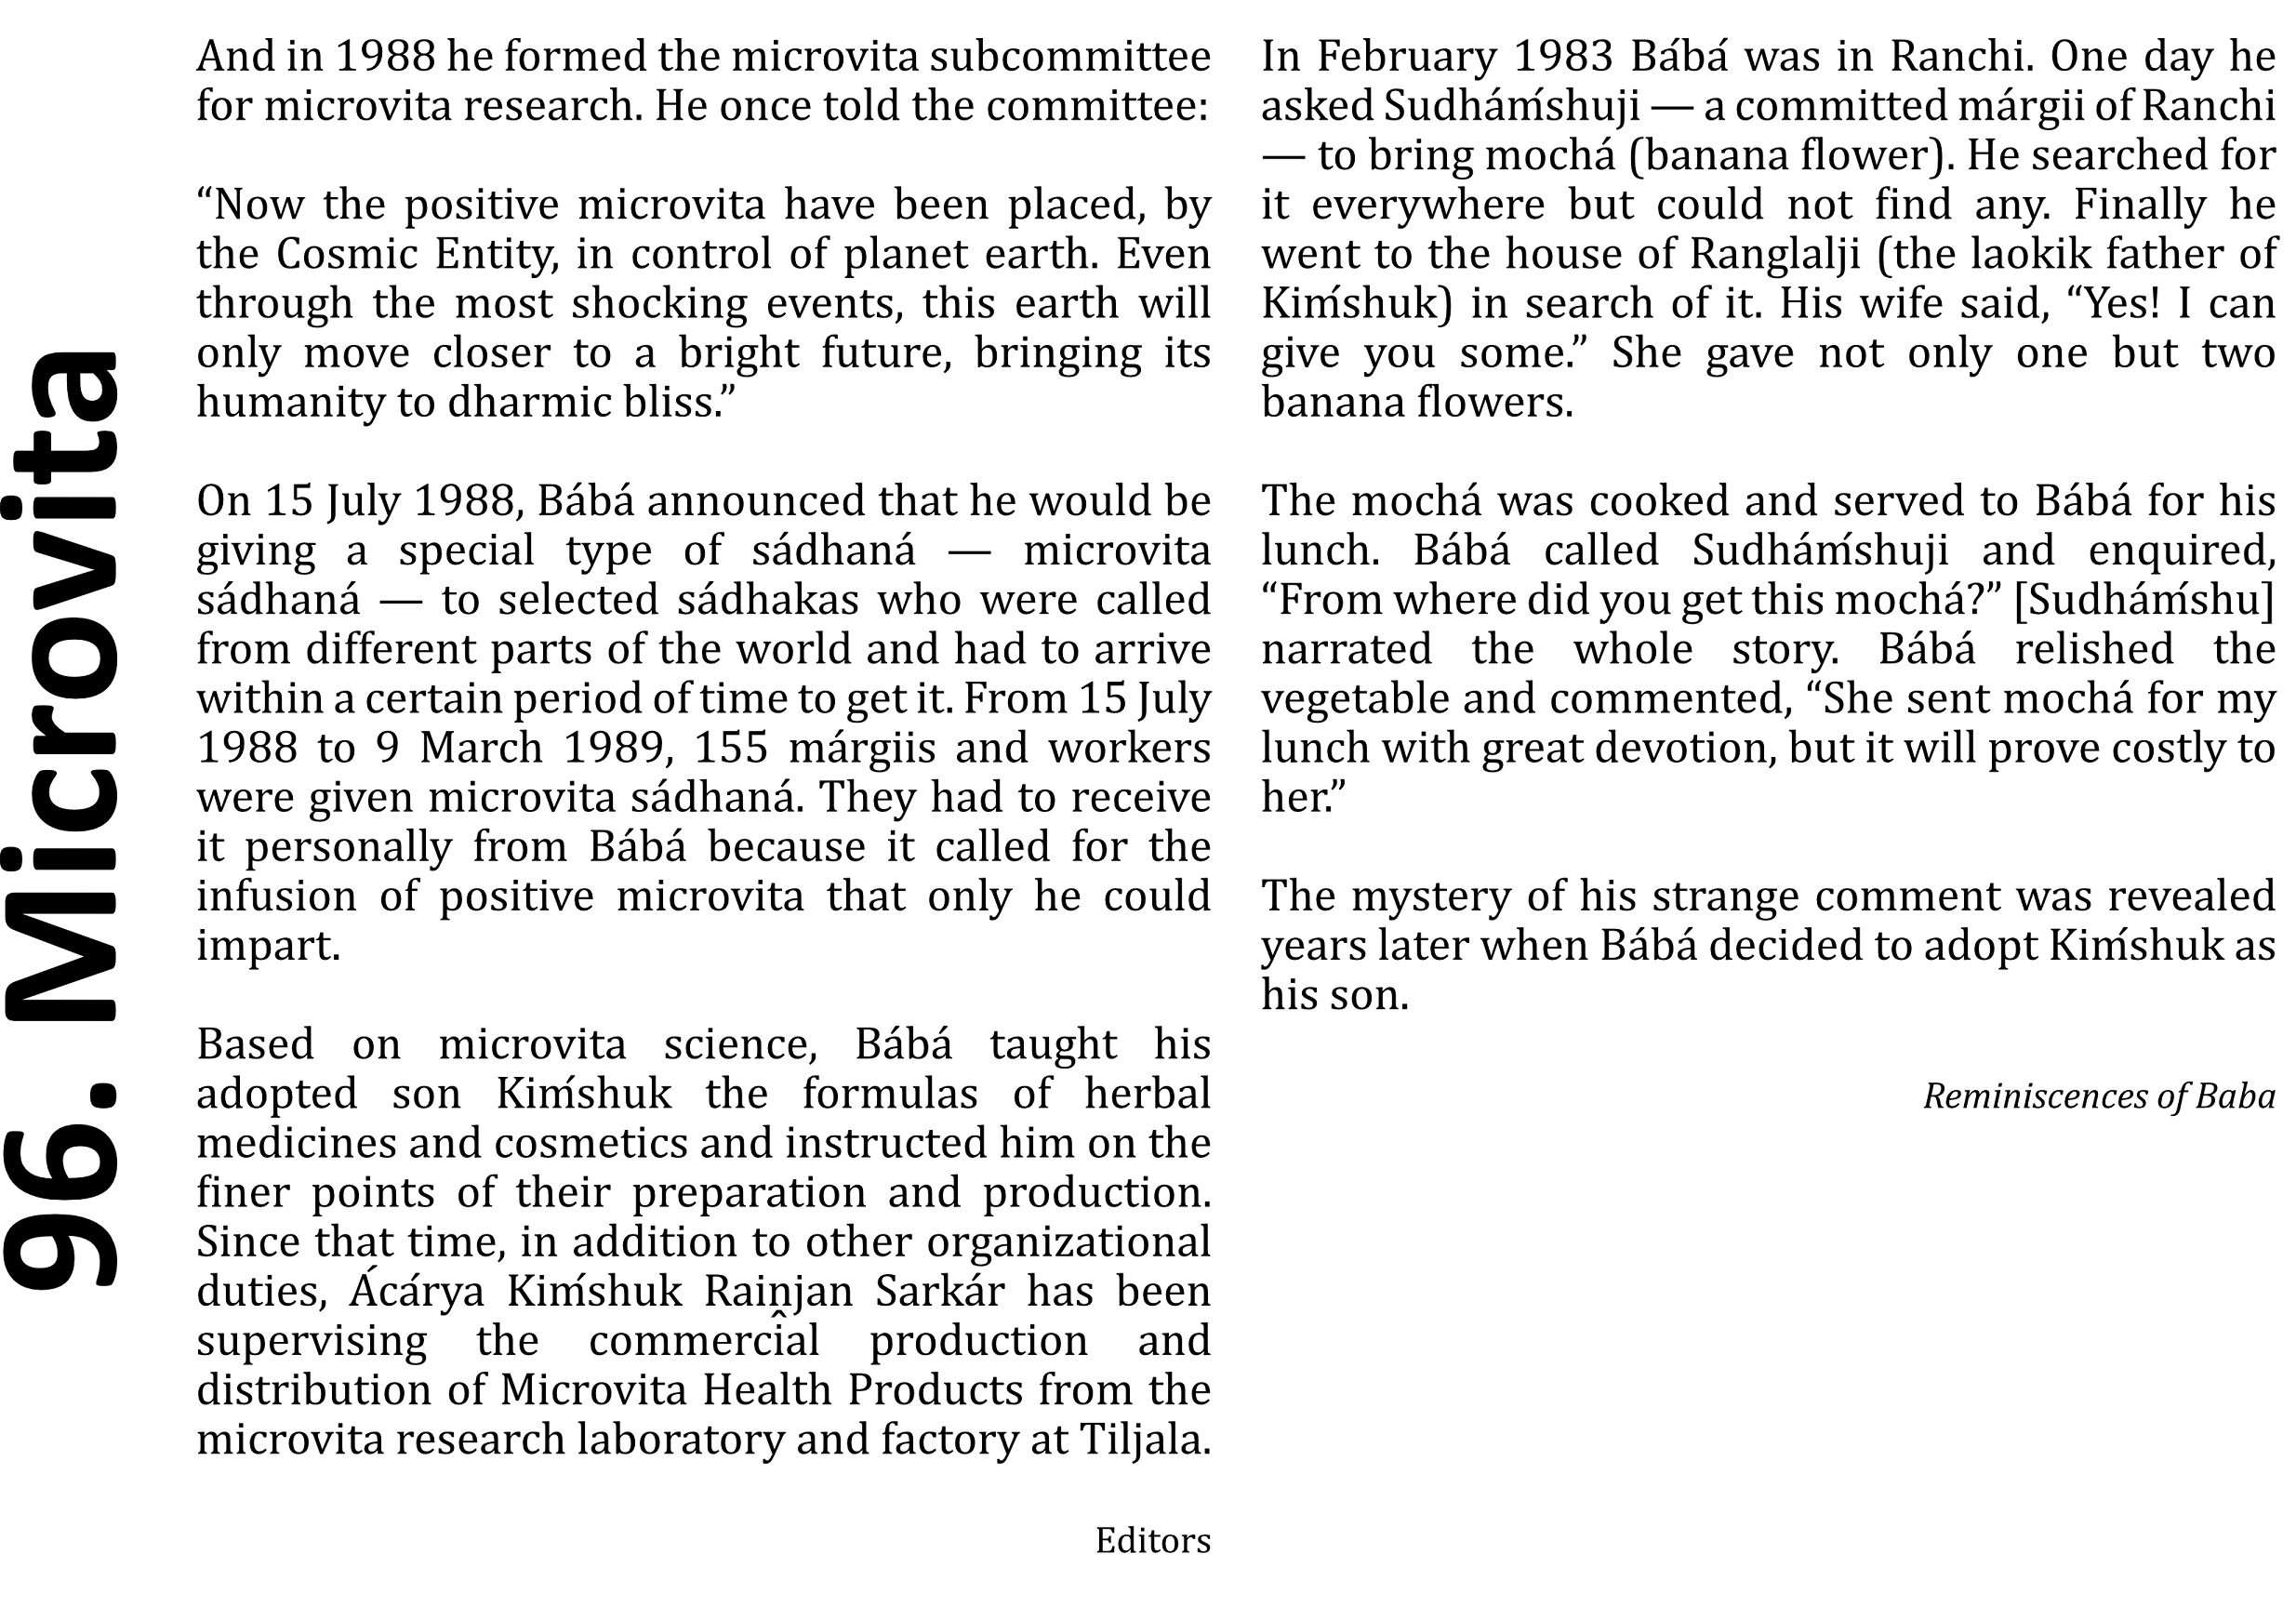 96. Microvita
And in 1988 he formed the microvita subcommittee
for microvita research. He once told the committee:
“Now the positive microvita have been placed, by
the Cosmic Entity, in control of planet earth. Even
through the most shocking events, this earth will
only move closer to a bright future, bringing its
humanity to dharmic bliss.”
On 15 July 1988, Bábá announced that he would be
giving a special type of sádhaná — microvita
sádhaná — to selected sádhakas who were called
from different parts of the world and had to arrive
within a certain period of time to get it. From 15 July
1988 to 9 March 1989, 155 márgiis and workers
were given microvita sádhaná. They had to receive
it personally from Bábá because it called for the
infusion of positive microvita that only he could
impart.
Based on microvita science, Bábá taught his
adopted son Kiḿshuk the formulas of herbal
medicines and cosmetics and instructed him on the
finer points of their preparation and production.
Since that time, in addition to other organizational
duties, Ácárya Kiḿshuk Raiṋjan Sarkár has been
supervising the commercial production and
distribution of Microvita Health Products from the
microvita research laboratory and factory at Tiljala.
Editors
In February 1983 Bábá was in Ranchi. One day he
asked Sudháḿshuji — a committed márgii of Ranchi
— to bring mochá (banana flower). He searched for
it everywhere but could not find any. Finally he
went to the house of Ranglalji (the laokik father of
Kiḿshuk) in search of it. His wife said, “Yes! I can
give you some.” She gave not only one but two
banana flowers.
The mochá was cooked and served to Bábá for his
lunch. Bábá called Sudháḿshuji and enquired,
“From where did you get this mochá?” [Sudháḿshu]
narrated the whole story. Bábá relished the
vegetable and commented, “She sent mochá for my
lunch with great devotion, but it will prove costly to
her.”
The mystery of his strange comment was revealed
years later when Bábá decided to adopt Kiḿshuk as
his son.
Reminiscences of Baba